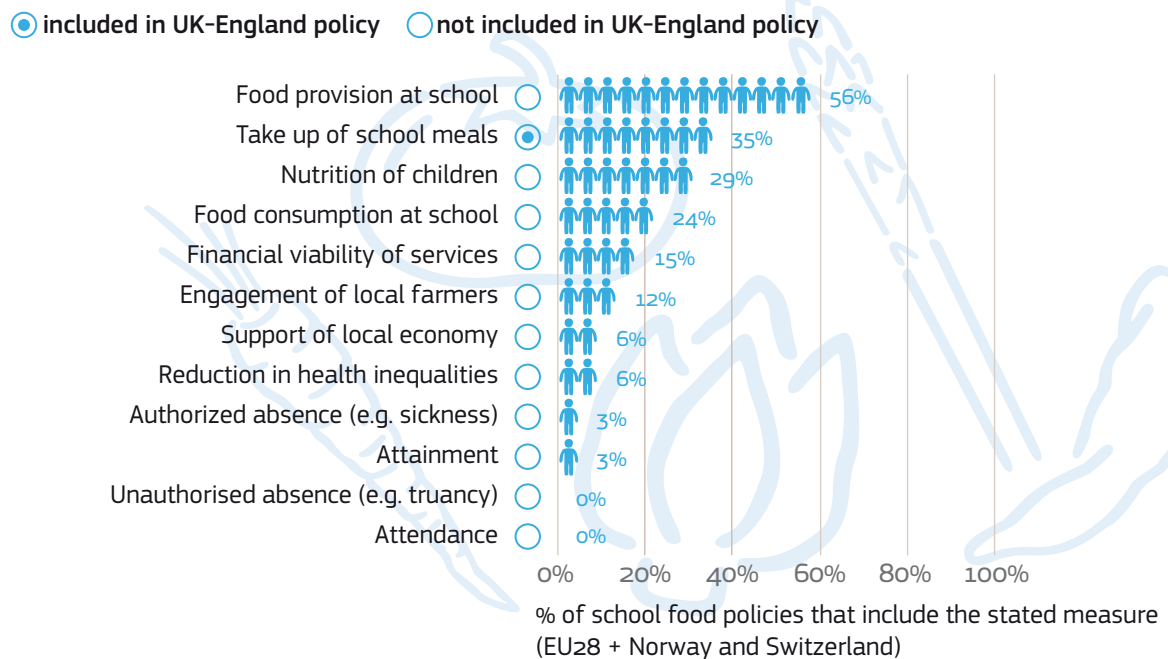 included in UK-England policy not included in UK-England policy
Food provision at school 56%
Take up of school meals 35%
Nutrition of children 29%
Food consumption at school 24%
Financial viability of services 15%
Engagement of local farmers 12%
Support of local economy 6%
Reduction in health inequalities 6%
Authorized absence (e.g. sickness) 3%
Attainment 3%
Unauthorised absence (e.g. truancy) 0%
Attendance 0%
0% 20% 40% 60% 80% 100%
% of school food policies that include the stated measure
(EU28 + Norway and Switzerland)